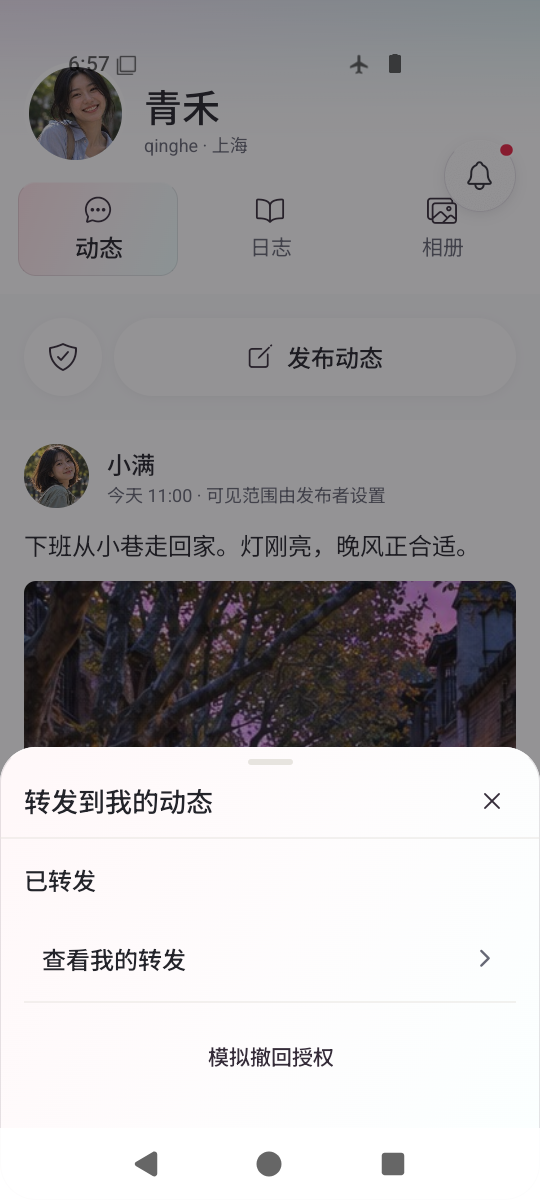 6:57
青禾
qinghe · 上海
动态
日志
相册
发布动态
小满
今天 11:00 · 可见范围由发布者设置
下班从小巷走回家。灯刚亮，晚风正合适。
转发到我的动态
已转发
查看我的转发
模拟撤回授权